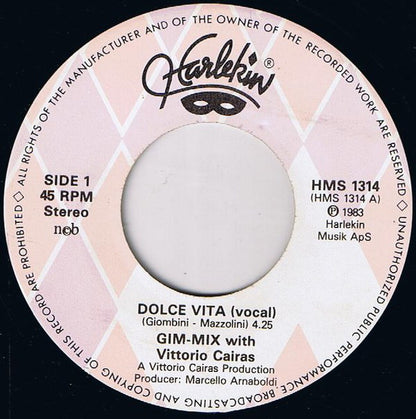 ALL RIGHTS OF THE MANUFACTURER AND OF THE OWNER OF THE RECORDED WORK ARE RESERVED ◇ UNAUTHORIZED PUBLIC PERFORMANCE, BROADCASTING AND COPYING OF THIS RECORD ARE PROHIBITED ◇
Harlekin ®
SIDE 1
45 RPM
Stereo
n©b
HMS 1314
(HMS 1314 A)
℗ 1983
Harlekin
Musik ApS
DOLCE VITA (vocal)
(Giombini - Mazzolini) 4.25
GIM-MIX with
Vittorio Cairas
A Vittorio Cairas Production
Producer: Marcello Arnaboldi